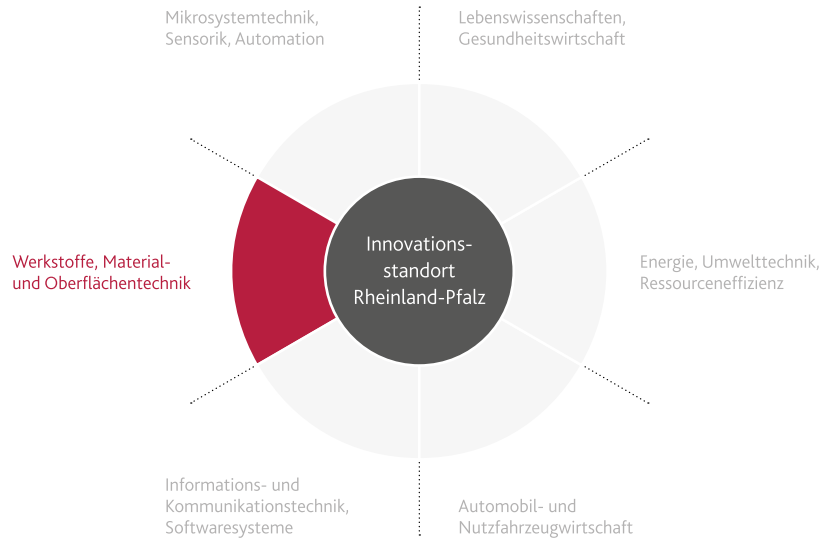 Mikrosystemtechnik,
Sensorik, Automation
Lebenswissenschaften,
Gesundheitswirtschaft
Werkstoffe, Material-
und Oberflächentechnik
Innovations-
standort
Rheinland-Pfalz
Energie, Umwelttechnik,
Ressourceneffizienz
Informations- und
Kommunikationstechnik,
Softwaresysteme
Automobil- und
Nutzfahrzeugwirtschaft